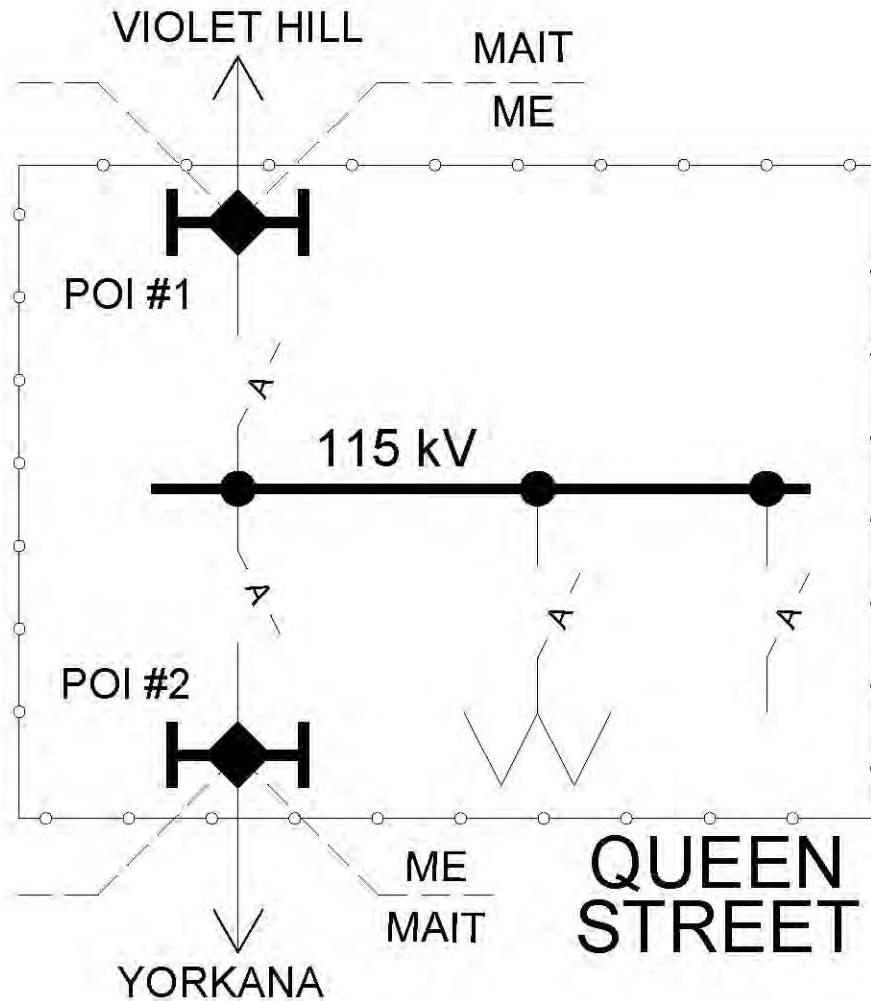 VIOLET HILL
MAIT
ME
POI #1
A
115 kV
A
A
A
POI #2
ME
MAIT
QUEEN
STREET
YORKANA